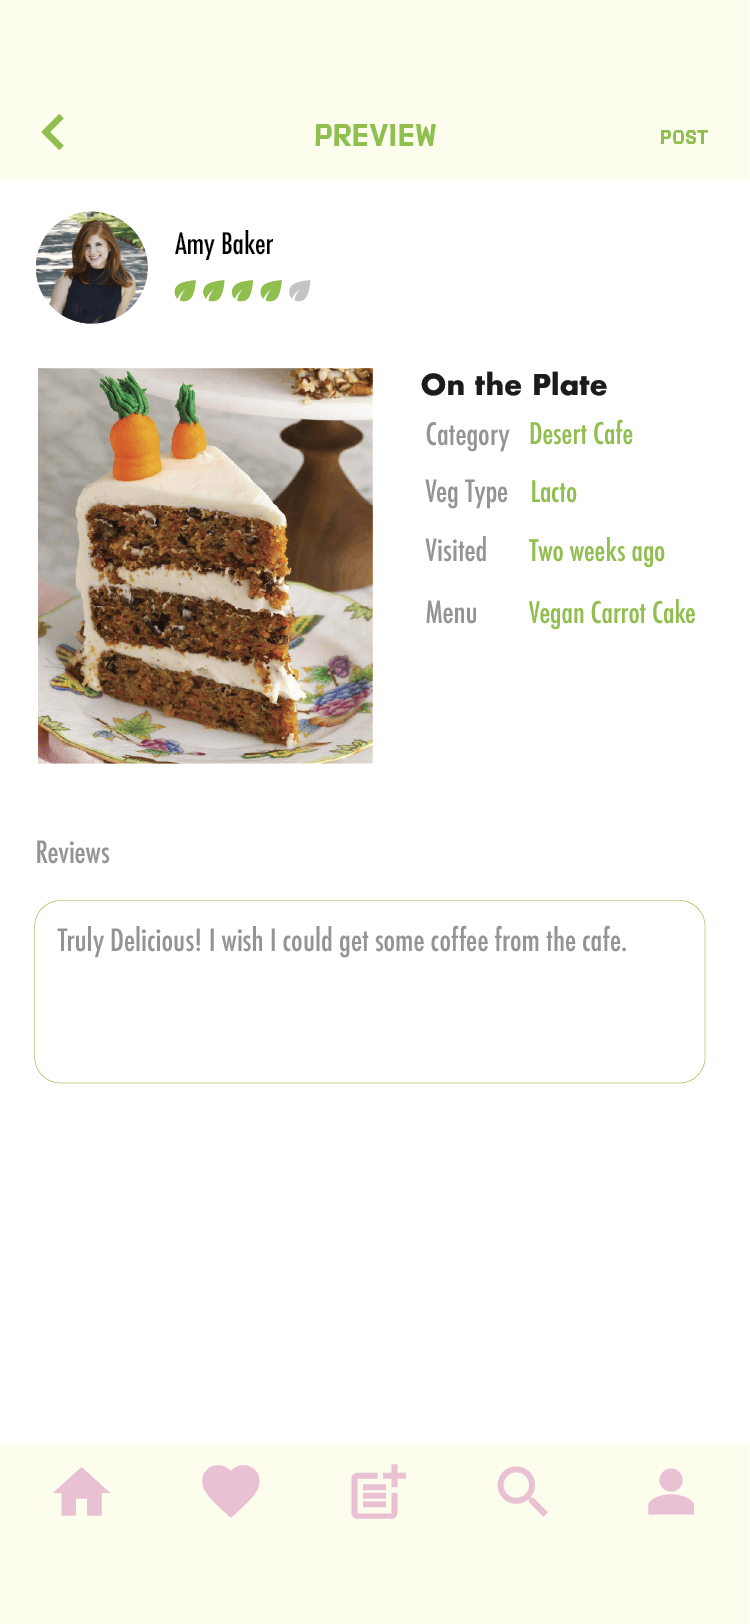 PREVIEW
POST
Amy Baker
On the Plate
Category Desert Cafe
Veg Type Lacto
Visited Two weeks ago
Menu Vegan Carrot Cake
Reviews
Truly Delicious! I wish I could get some coffee from the cafe.